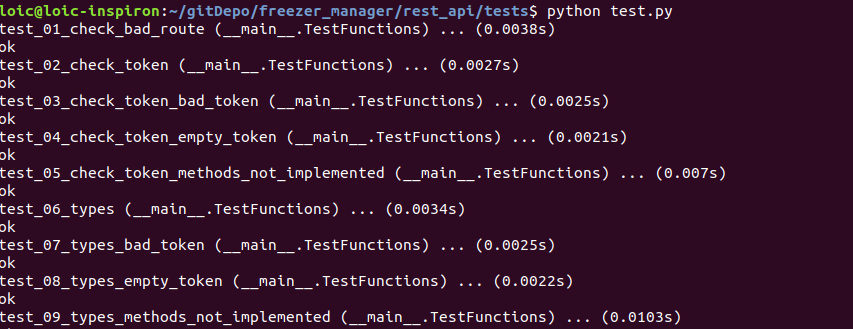 loic@loic-inspiron:~/gitDepo/freezer_manager/rest_api/tests$ python test.py
test_01_check_bad_route (__main__.TestFunctions) ... (0.0038s)
ok
test_02_check_token (__main__.TestFunctions) ... (0.0027s)
ok
test_03_check_token_bad_token (__main__.TestFunctions) ... (0.0025s)
ok
test_04_check_token_empty_token (__main__.TestFunctions) ... (0.0021s)
ok
test_05_check_token_methods_not_implemented (__main__.TestFunctions) ... (0.007s)
ok
test_06_types (__main__.TestFunctions) ... (0.0034s)
ok
test_07_types_bad_token (__main__.TestFunctions) ... (0.0025s)
ok
test_08_types_empty_token (__main__.TestFunctions) ... (0.0022s)
ok
test_09_types_methods_not_implemented (__main__.TestFunctions) ... (0.0103s)